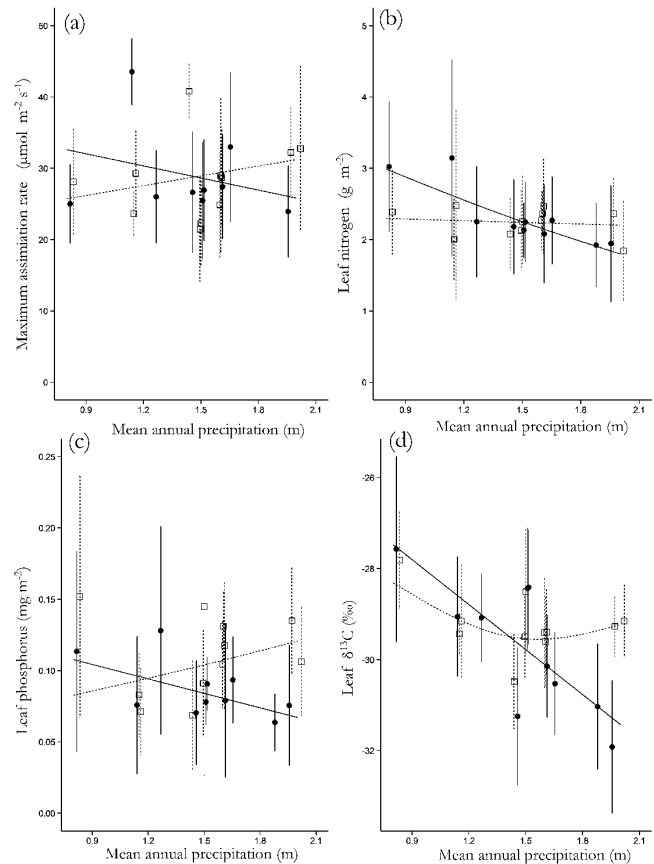 (a)
50
40
30
20
10
0
Maximum assimiation rate (μmol m⁻² s⁻¹)
0.9 1.2 1.5 1.8 2.1
Mean annual precipitation (m)
(b)
5
4
3
2
1
0
Leaf nitrogen (g m⁻²)
0.9 1.2 1.5 1.8 2.1
Mean annual precipitation (m)
(c)
0.25
0.20
0.15
0.10
0.05
0.00
Leaf phosphorus (mg m⁻²)
0.9 1.2 1.5 1.8 2.1
Mean annual precipitation (m)
(d)
-26
-28
-30
-32
Leaf δ¹³C (‰)
0.9 1.2 1.5 1.8 2.1
Mean annual precipitation (m)